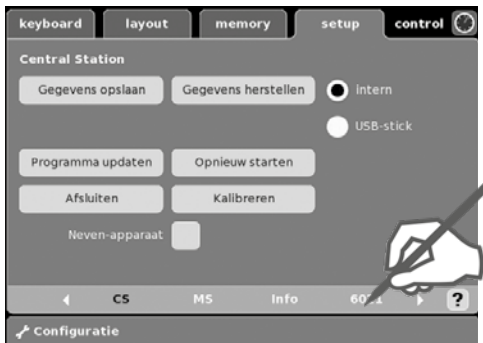 keyboard layout memory setup control
Central Station
Gegevens opslaan Gegevens herstellen intern
USB-stick
Programma updaten Opnieuw starten
Afsluiten Kalibreren
Neven-apparaat
CS MS Info 6021 ?
Configuratie